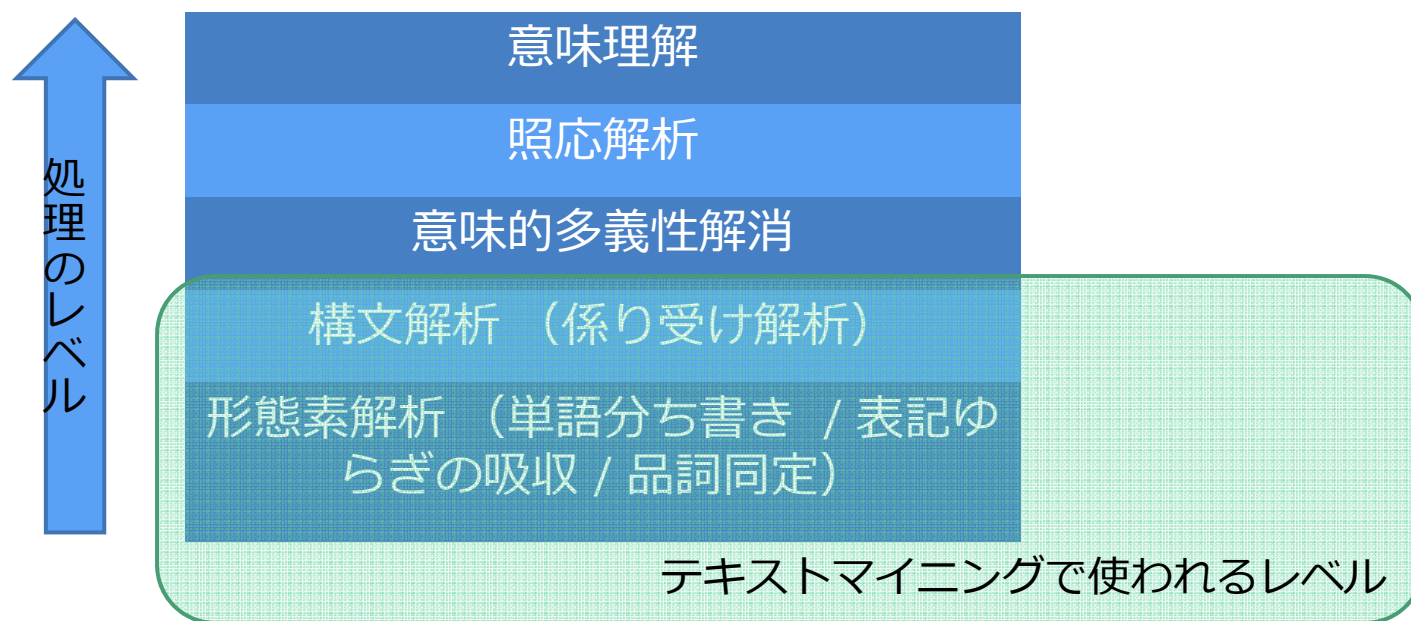 処理のレベル
意味理解
照応解析
意味的多義性解消
構文解析 （係り受け解析）
形態素解析 （単語分ち書き / 表記ゆ
らぎの吸収 / 品詞同定）
テキストマイニングで使われるレベル